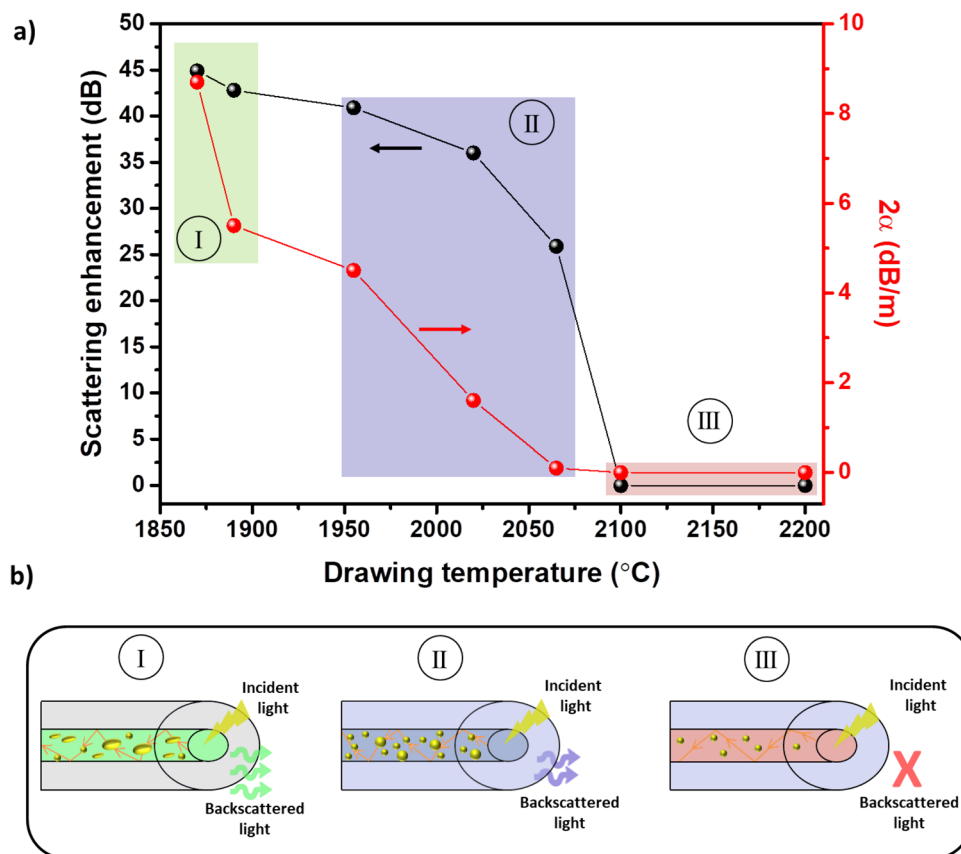 a)
50
45
40
35
30
25
20
15
10
5
0
Scattering enhancement (dB)
10
8
6
4
2
0
2α (dB/m)
I
II
III
1850 1900 1950 2000 2050 2100 2150 2200
Drawing temperature (°C)
b)
I
Incident
light
Backscattered
light
II
Incident
light
Backscattered
light
III
Incident
light
X
Backscattered
light